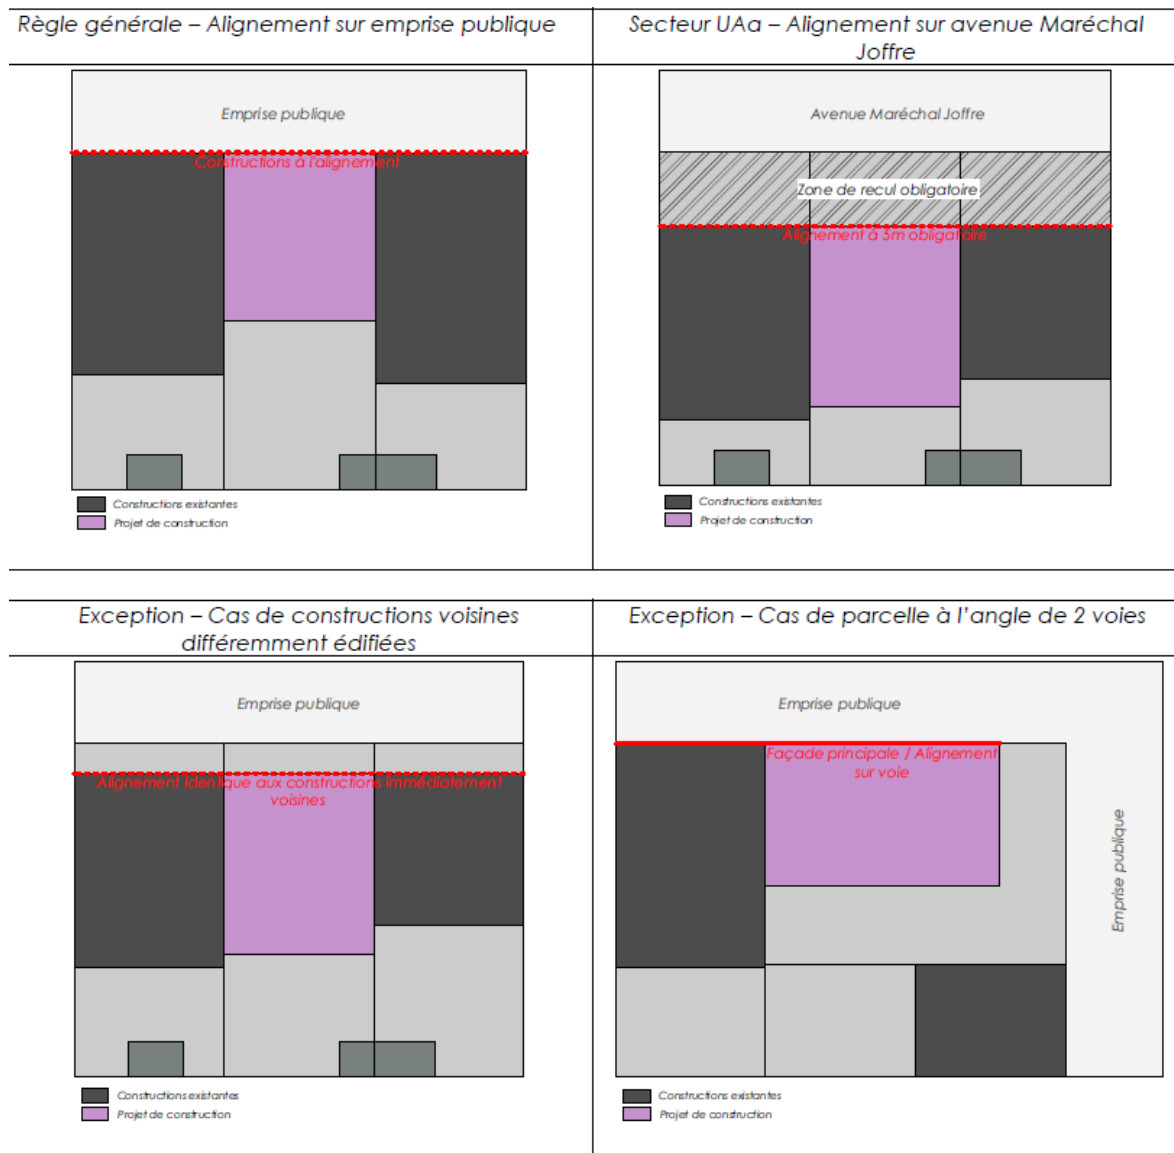 Règle générale – Alignement sur emprise publique
Secteur UAa – Alignement sur avenue Maréchal
Joffre
Emprise publique
Constructions à l'alignement
Constructions existantes
Projet de construction
Avenue Maréchal Joffre
Zone de recul obligatoire
Alignement à 5m obligatoire
Constructions existantes
Projet de construction
Exception – Cas de constructions voisines
différemment édifiées
Exception – Cas de parcelle à l'angle de 2 voies
Emprise publique
Alignement identique aux constructions immédiatement
voisines
Constructions existantes
Projet de construction
Emprise publique
Façade principale / Alignement
sur voie
Emprise publique
Constructions existantes
Projet de construction